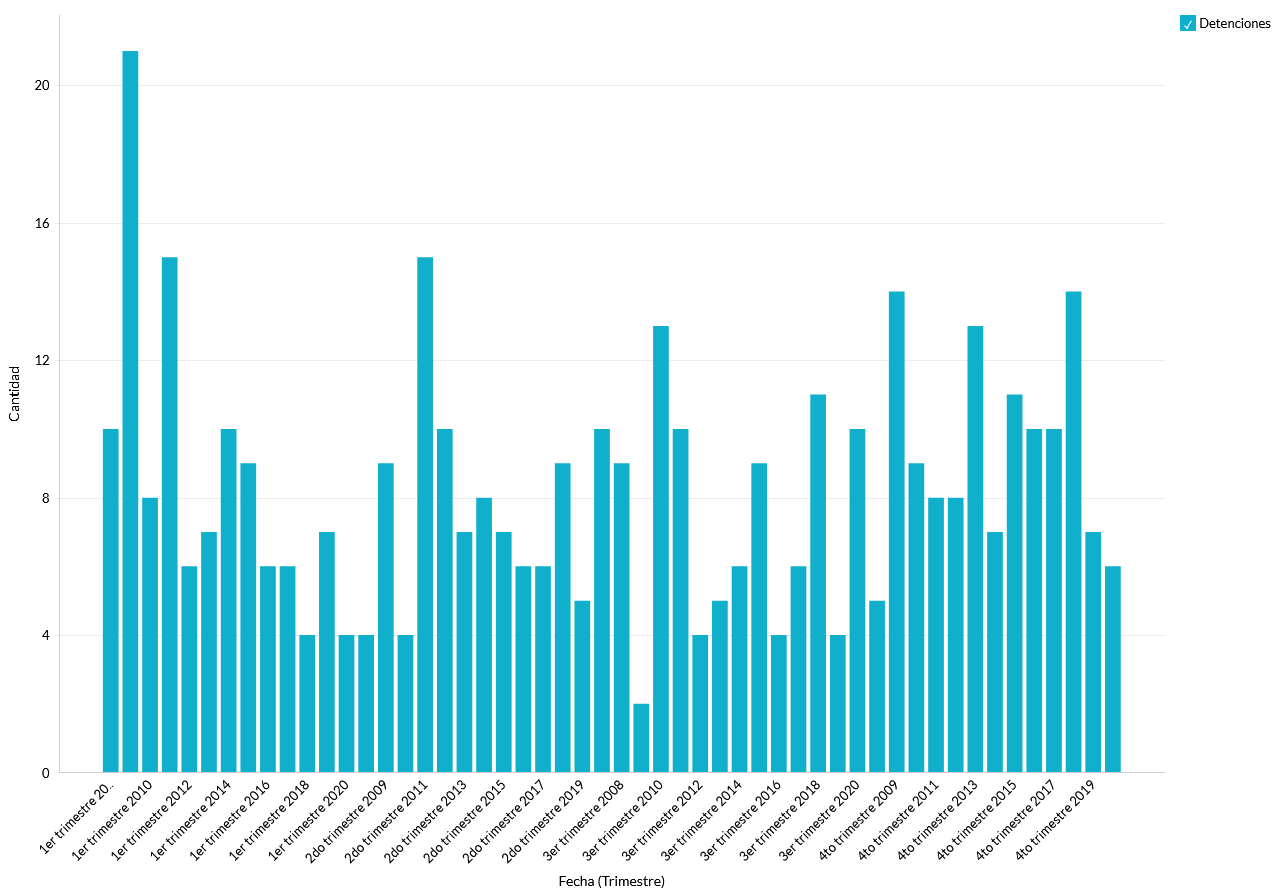 Detenciones
20
16
12
8
4
0
Cantidad
1er trimestre 20..
1er trimestre 2010
1er trimestre 2012
1er trimestre 2014
1er trimestre 2016
1er trimestre 2018
1er trimestre 2020
2do trimestre 2009
2do trimestre 2011
2do trimestre 2013
2do trimestre 2015
2do trimestre 2017
2do trimestre 2019
3er trimestre 2008
3er trimestre 2010
3er trimestre 2012
3er trimestre 2014
3er trimestre 2016
3er trimestre 2018
3er trimestre 2020
4to trimestre 2009
4to trimestre 2011
4to trimestre 2013
4to trimestre 2015
4to trimestre 2017
4to trimestre 2019
Fecha (Trimestre)